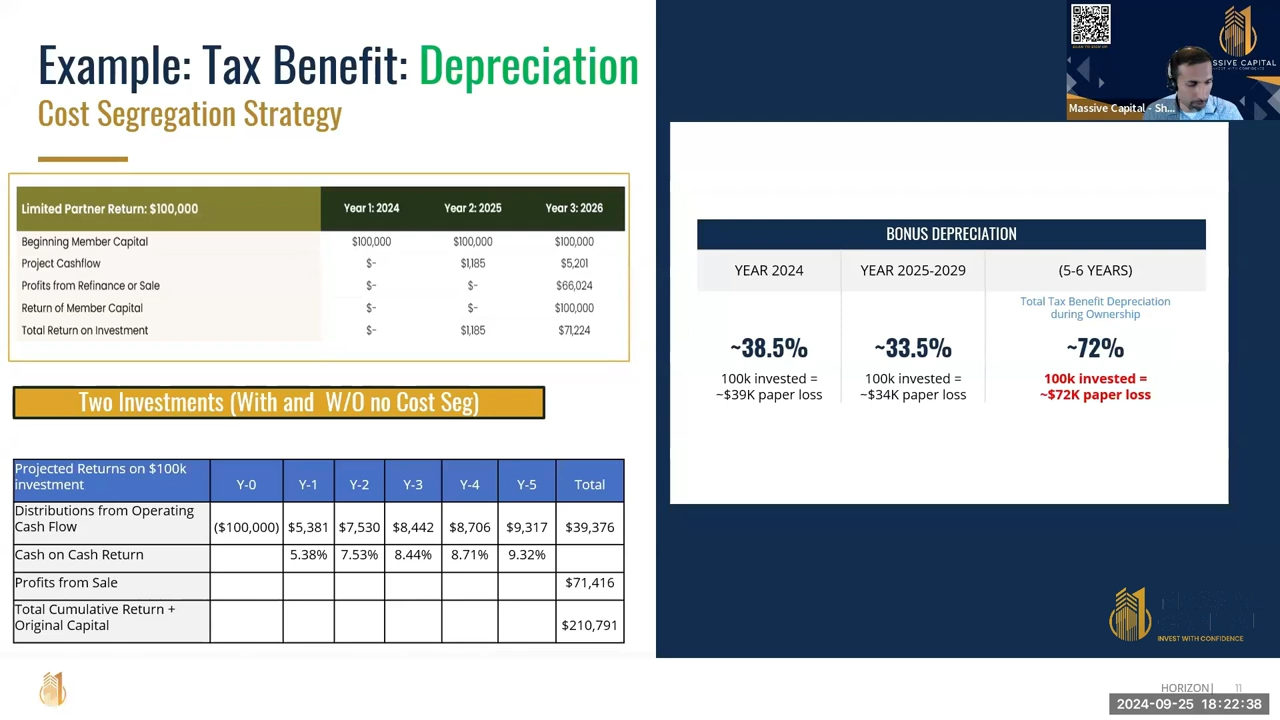 Example: Tax Benefit: Depreciation
Cost Segregation Strategy
Limited Partner Return: $100,000 Year 1: 2024 Year 2: 2025 Year 3: 2026
Beginning Member Capital $100,000 $100,000 $100,000
Project Cashflow $- $1,185 $5,201
Profits from Refinance or Sale $- $- $66,024
Return of Member Capital $- $- $100,000
Total Return on Investment $- $1,185 $71,224
Two Investments (With and W/O no Cost Seg)
Projected Returns on $100k
investment Y-0 Y-1 Y-2 Y-3 Y-4 Y-5 Total
Distributions from Operating
Cash Flow ($100,000) $5,381 $7,530 $8,442 $8,706 $9,317 $39,376
Cash on Cash Return 5.38% 7.53% 8.44% 8.71% 9.32%
Profits from Sale $71,416
Total Cumulative Return +
Original Capital $210,791
SCAN TO SIGN UP
SSIVE CAPITAL
Massive Capital - Sh...
BONUS DEPRECIATION
YEAR 2024 YEAR 2025-2029 (5-6 YEARS)
Total Tax Benefit Depreciation
during Ownership
~38.5% ~33.5% ~72%
100k invested = 100k invested = 100k invested =
~$39K paper loss ~$34K paper loss ~$72K paper loss
INVEST WITH CONFIDENCE
HORIZON| 11
2024-09-25 18:22:38